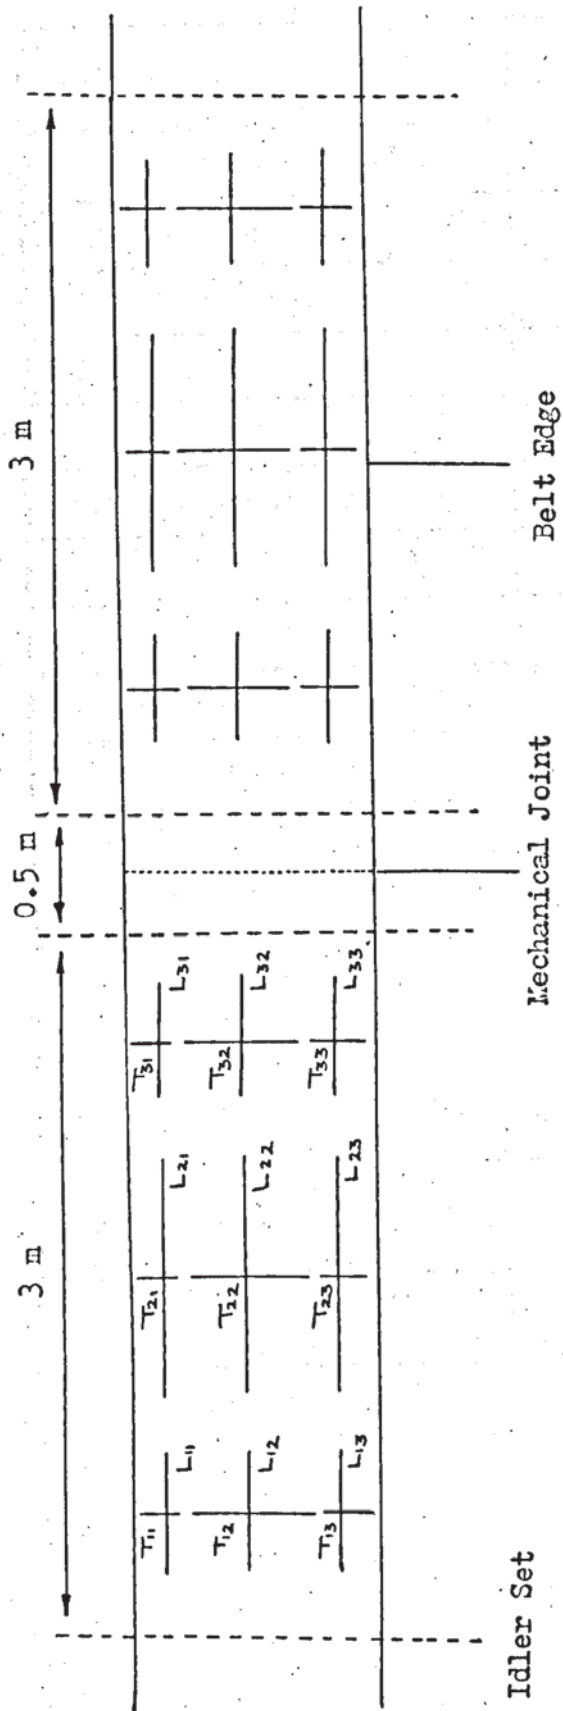 3 m
0.5 m
3 m
T11
L11
T12
L12
T13
L13
T21
L21
T22
L22
T23
L23
T31
L31
T32
L32
T33
L33
Idler Set
Mechanical Joint
Belt Edge